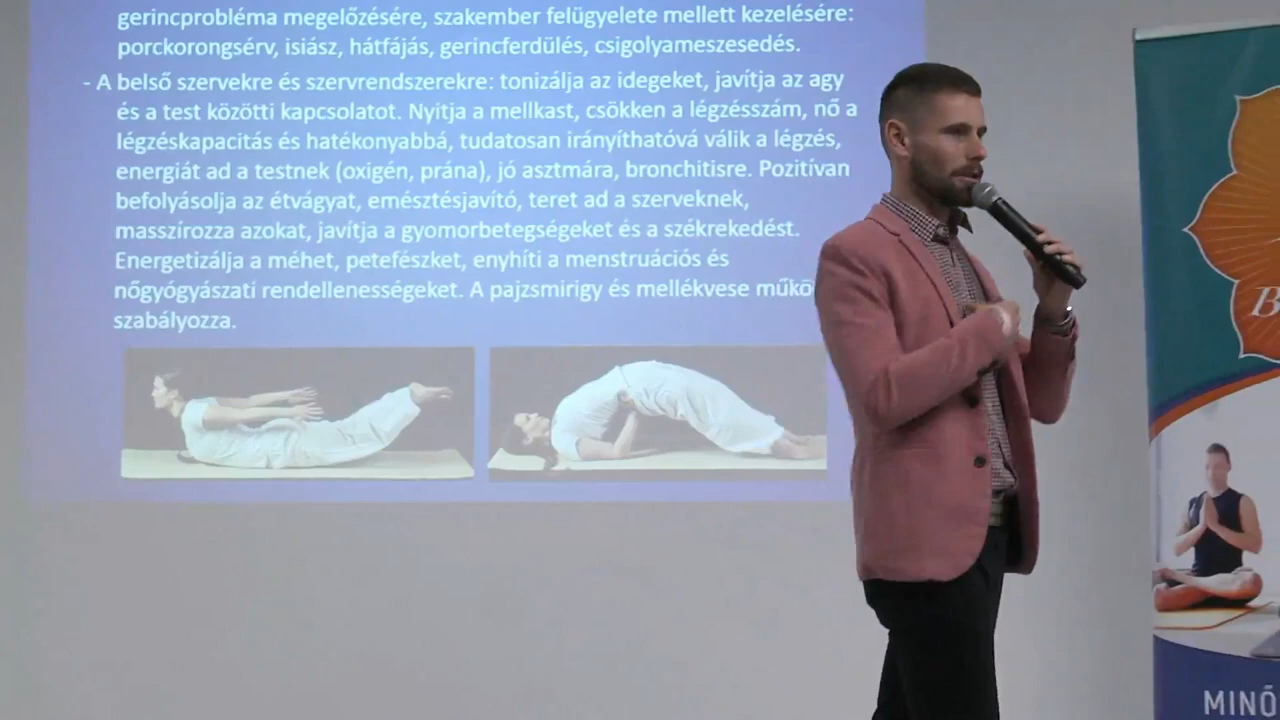 gerincprobléma megelőzésére, szakember felügyelete mellett kezelésére:
porckorongsérv, isiász, hátfájás, gerincferdülés, csigolyameszesedés.
- A belső szervekre és szervrendszerekre: tonizálja az idegeket, javítja az agy
és a test közötti kapcsolatot. Nyitja a mellkast, csökken a légzésszám, nő a
légzéskapacitás és hatékonyabbá, tudatosan irányíthatóvá válik a légzés,
energiát ad a testnek (oxigén, prána), jó asztmára, bronchitisre. Pozitívan
befolyásolja az étvágyat, emésztésjavító, teret ad a szerveknek,
masszírozza azokat, javítja a gyomorbetegségeket és a székrekedést.
Energetizálja a méhet, petefészket, enyhíti a menstruációs és
nőgyógyászati rendellenességeket. A pajzsmirigy és mellékvese műkö
szabályozza.
B
MINŐ